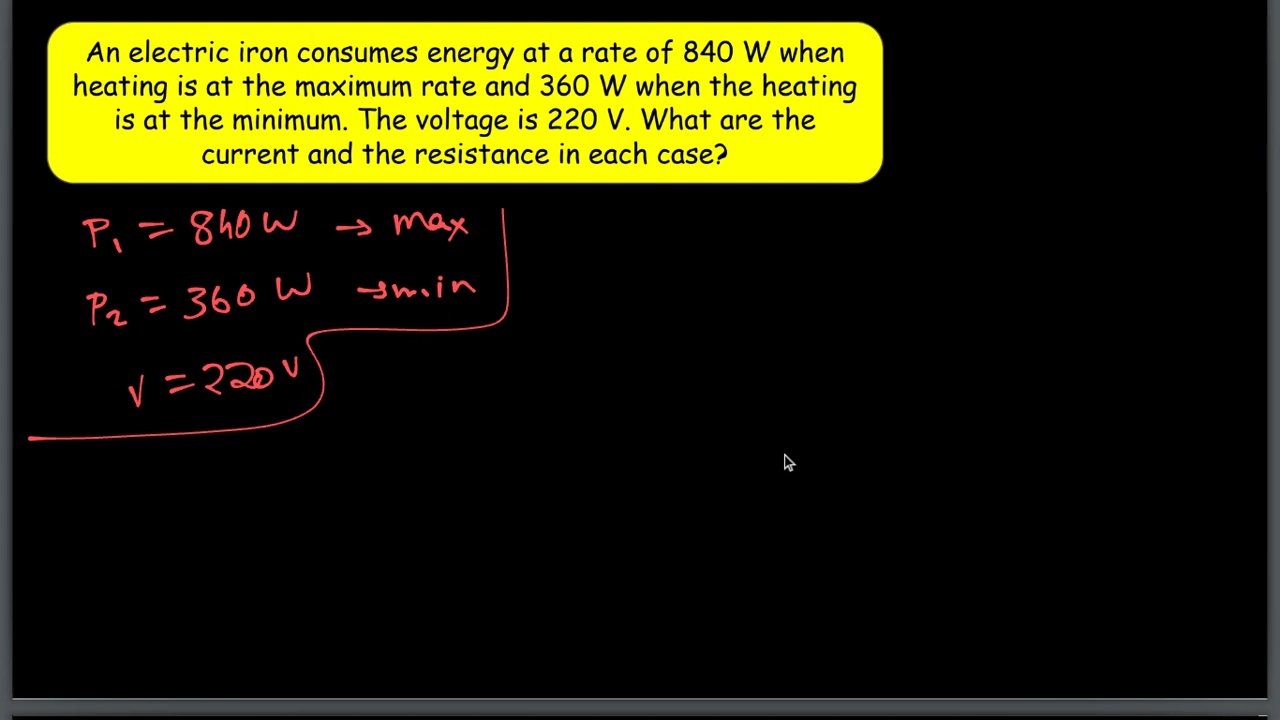 An electric iron consumes energy at a rate of 840 W when
heating is at the maximum rate and 360 W when the heating
is at the minimum. The voltage is 220 V. What are the
current and the resistance in each case?
P₁ = 840 W → max
P₂ = 360 W → min
V = 220 V